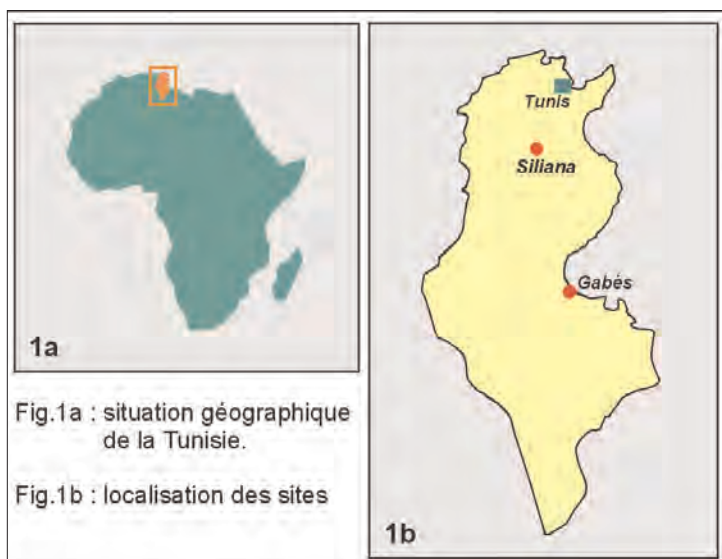 1a
Fig.1a : situation géographique
de la Tunisie.
Fig.1b : localisation des sites
Tunis
Siliana
Gabès
1b